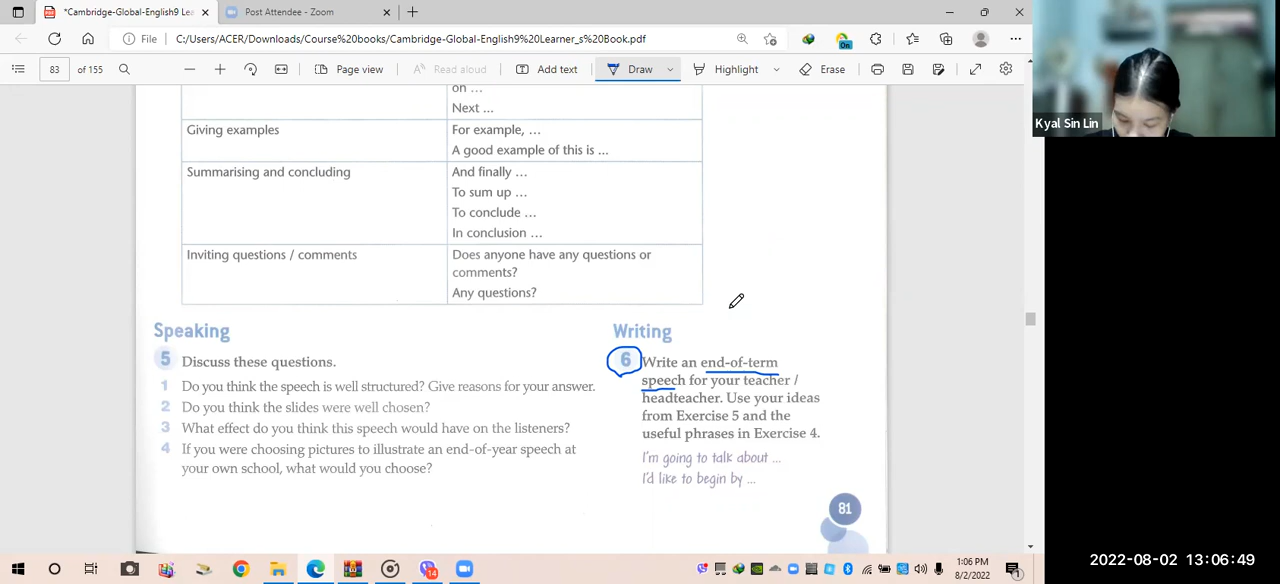 *Cambridge-Global-English9 Lea
Post Attendee - Zoom
File
C:/Users/ACER/Downloads/Course%20books/Cambridge-Global-English9%20Learner_s%20Book.pdf
On
83 of 155
Page view
Read aloud
Add text
Draw
Highlight
Erase
on ...
Next ...
Giving examples
For example, ...
A good example of this is ...
Summarising and concluding
And finally ...
To sum up ...
To conclude ...
In conclusion ...
Inviting questions / comments
Does anyone have any questions or
comments?
Any questions?
Speaking
5 Discuss these questions.
1 Do you think the speech is well structured? Give reasons for your answer.
2 Do you think the slides were well chosen?
3 What effect do you think this speech would have on the listeners?
4 If you were choosing pictures to illustrate an end-of-year speech at
your own school, what would you choose?
Writing
6 Write an end-of-term
speech for your teacher /
headteacher. Use your ideas
from Exercise 5 and the
useful phrases in Exercise 4.
I'm going to talk about ...
I'd like to begin by ...
81
Kyal Sin Lin
14
1:06 PM
8/2/2022
1
2022-08-02 13:06:49